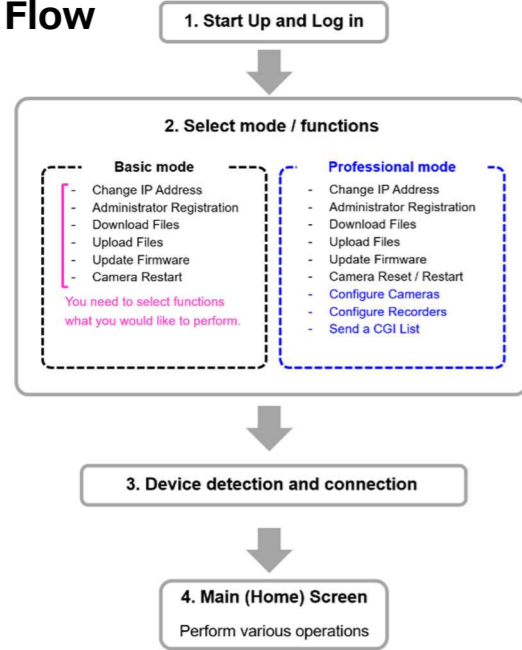 Flow
1. Start Up and Log in
2. Select mode / functions
Basic mode
- Change IP Address
- Administrator Registration
- Download Files
- Upload Files
- Update Firmware
- Camera Restart
You need to select functions
what you would like to perform.
Professional mode
- Change IP Address
- Administrator Registration
- Download Files
- Upload Files
- Update Firmware
- Camera Reset / Restart
- Configure Cameras
- Configure Recorders
- Send a CGI List
3. Device detection and connection
4. Main (Home) Screen
Perform various operations